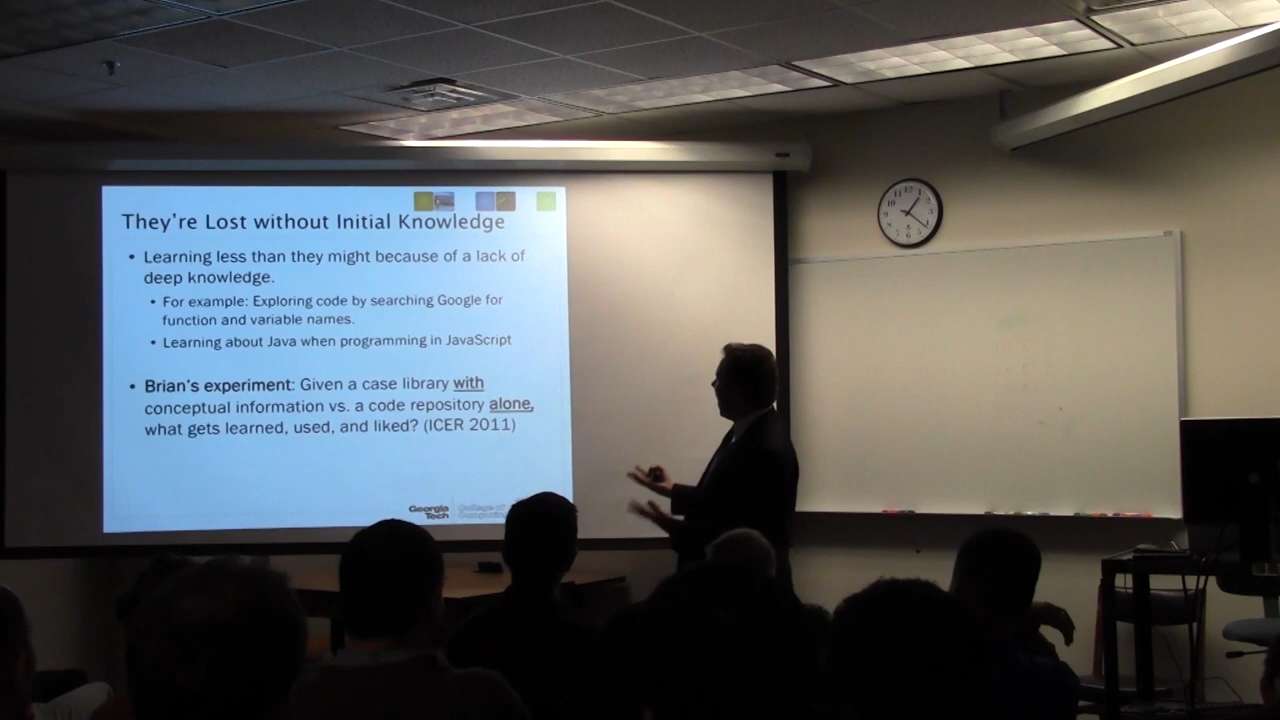 They're Lost without Initial Knowledge
• Learning less than they might because of a lack of
deep knowledge.
• For example: Exploring code by searching Google for
function and variable names.
• Learning about Java when programming in JavaScript
• Brian's experiment: Given a case library with
conceptual information vs. a code repository alone,
what gets learned, used, and liked? (ICER 2011)
Georgia
Tech
College of
Computing